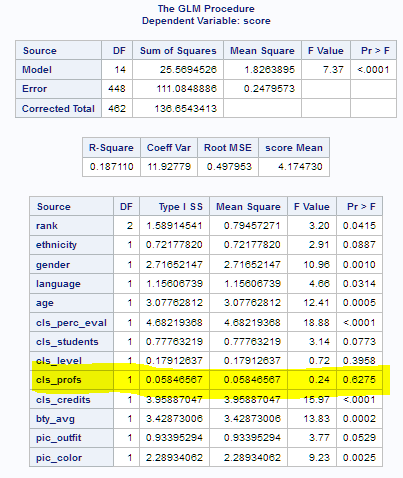 The GLM Procedure
Dependent Variable: score
Source DF Sum of Squares Mean Square F Value Pr > F
Model 14 25.5694526 1.8263895 7.37 <.0001
Error 448 111.0848886 0.2479573
Corrected Total 462 136.6543413
R-Square Coeff Var Root MSE score Mean
0.187110 11.92779 0.497953 4.174730
Source DF Type I SS Mean Square F Value Pr > F
rank 2 1.58914541 0.79457271 3.20 0.0415
ethnicity 1 0.72177820 0.72177820 2.91 0.0887
gender 1 2.71652147 2.71652147 10.96 0.0010
language 1 1.15606739 1.15606739 4.66 0.0314
age 1 3.07762812 3.07762812 12.41 0.0005
cls_perc_eval 1 4.68219368 4.68219368 18.88 <.0001
cls_students 1 0.77763219 0.77763219 3.14 0.0773
cls_level 1 0.17912637 0.17912637 0.72 0.3958
cls_profs 1 0.05846567 0.05846567 0.24 0.6275
cls_credits 1 3.95887047 3.95887047 15.97 <.0001
bty_avg 1 3.42873006 3.42873006 13.83 0.0002
pic_outfit 1 0.93395294 0.93395294 3.77 0.0529
pic_color 1 2.28934062 2.28934062 9.23 0.0025